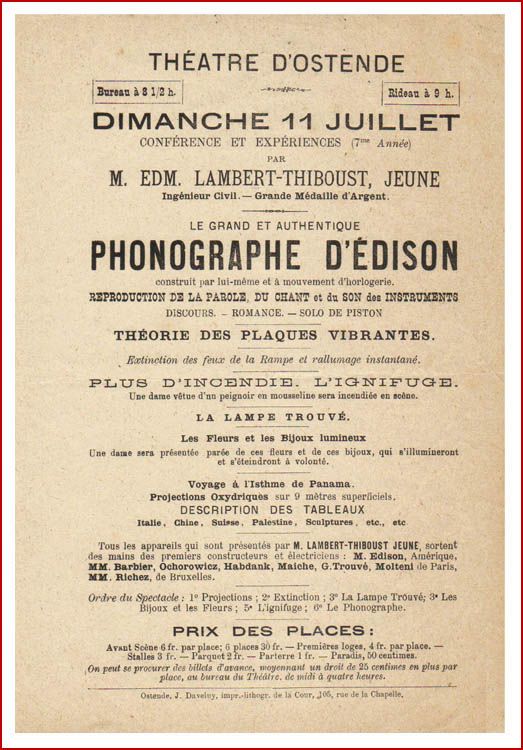 THÉATRE D'OSTENDE
Bureau à 8 1/2 h.
Rideau à 9 h.
DIMANCHE 11 JUILLET
CONFÉRENCE ET EXPÉRIENCES (7me Année)
PAR
M. EDM. LAMBERT-THIBOUST, JEUNE
Ingénieur Civil. — Grande Médaille d'Argent.
LE GRAND ET AUTHENTIQUE
PHONOGRAPHE D'ÉDISON
construit par lui-même et à mouvement d'horlogerie.
REPRODUCTION DE LA PAROLE, DU CHANT et du SON des INSTRUMENTS
DISCOURS. - ROMANCE. — SOLO DE PISTON
THÉORIE DES PLAQUES VIBRANTES.
Extinction des feux de la Rampe et rallumage instantané.
PLUS D'INCENDIE. L'IGNIFUGE.
Une dame vêtue d'nn peignoir en mousseline sera incendiée en scène.
LA LAMPE TROUVÉ.
Les Fleurs et les Bijoux lumineux
Une dame sera présentée parée de ces fleurs et de ces bijoux, qui s'illumineront
et s'éteindront à volonté.
Voyage à l'Isthme de Panama.
Projections Oxydriques sur 9 mètres superficiels.
DESCRIPTION DES TABLEAUX
Italie, Chine, Suisse, Palestine, Sculptures, etc., etc
Tous les appareils qui sont présentés par M. LAMBERT-THIBOUST JEUNE, sortent
des mains des premiers constructeurs et électriciens : M. Edison, Amérique,
MM. Barbier, Ochorowicz, Habdank, Maiche, G. Trouvé, Molteni de Paris,
MM. Richez, de Bruxelles.
Ordre du Spectacle : 1° Projections ; 2° Extinction ; 3° La Lampe Trouvé; 3• Les
Bijoux et les Fleurs ; 5• L'ignifuge ; 6° Le Phonographe.
PRIX DES PLACES :
Avant Scène 6 fr. par place; 6 places 30 fr. — Premières loges, 4 fr. par place. —
Stalles 3 fr. — Parquet 2 fr. — Parterre 1 fr. — Paradis, 50 centimes.
On peut se procurer des billets d'avance, moyennant un droit de 25 centimes en plus par
place, au bureau du Théâtre. de midi à quatre heures.
Ostende, J. Daveluy, impr.-lithogr. de la Cour, 105, rue de la Chapelle.